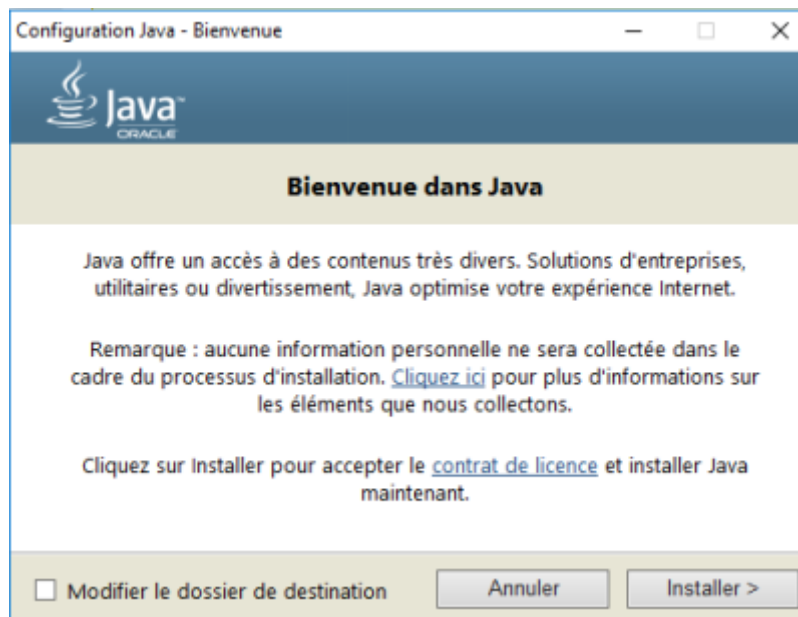 Configuration Java - Bienvenue
Java™
ORACLE
Bienvenue dans Java
Java offre un accès à des contenus très divers. Solutions d'entreprises,
utilitaires ou divertissement, Java optimise votre expérience Internet.
Remarque : aucune information personnelle ne sera collectée dans le
cadre du processus d'installation. Cliquez ici pour plus d'informations sur
les éléments que nous collectons.
Cliquez sur Installer pour accepter le contrat de licence et installer Java
maintenant.
Modifier le dossier de destination
Annuler
Installer >